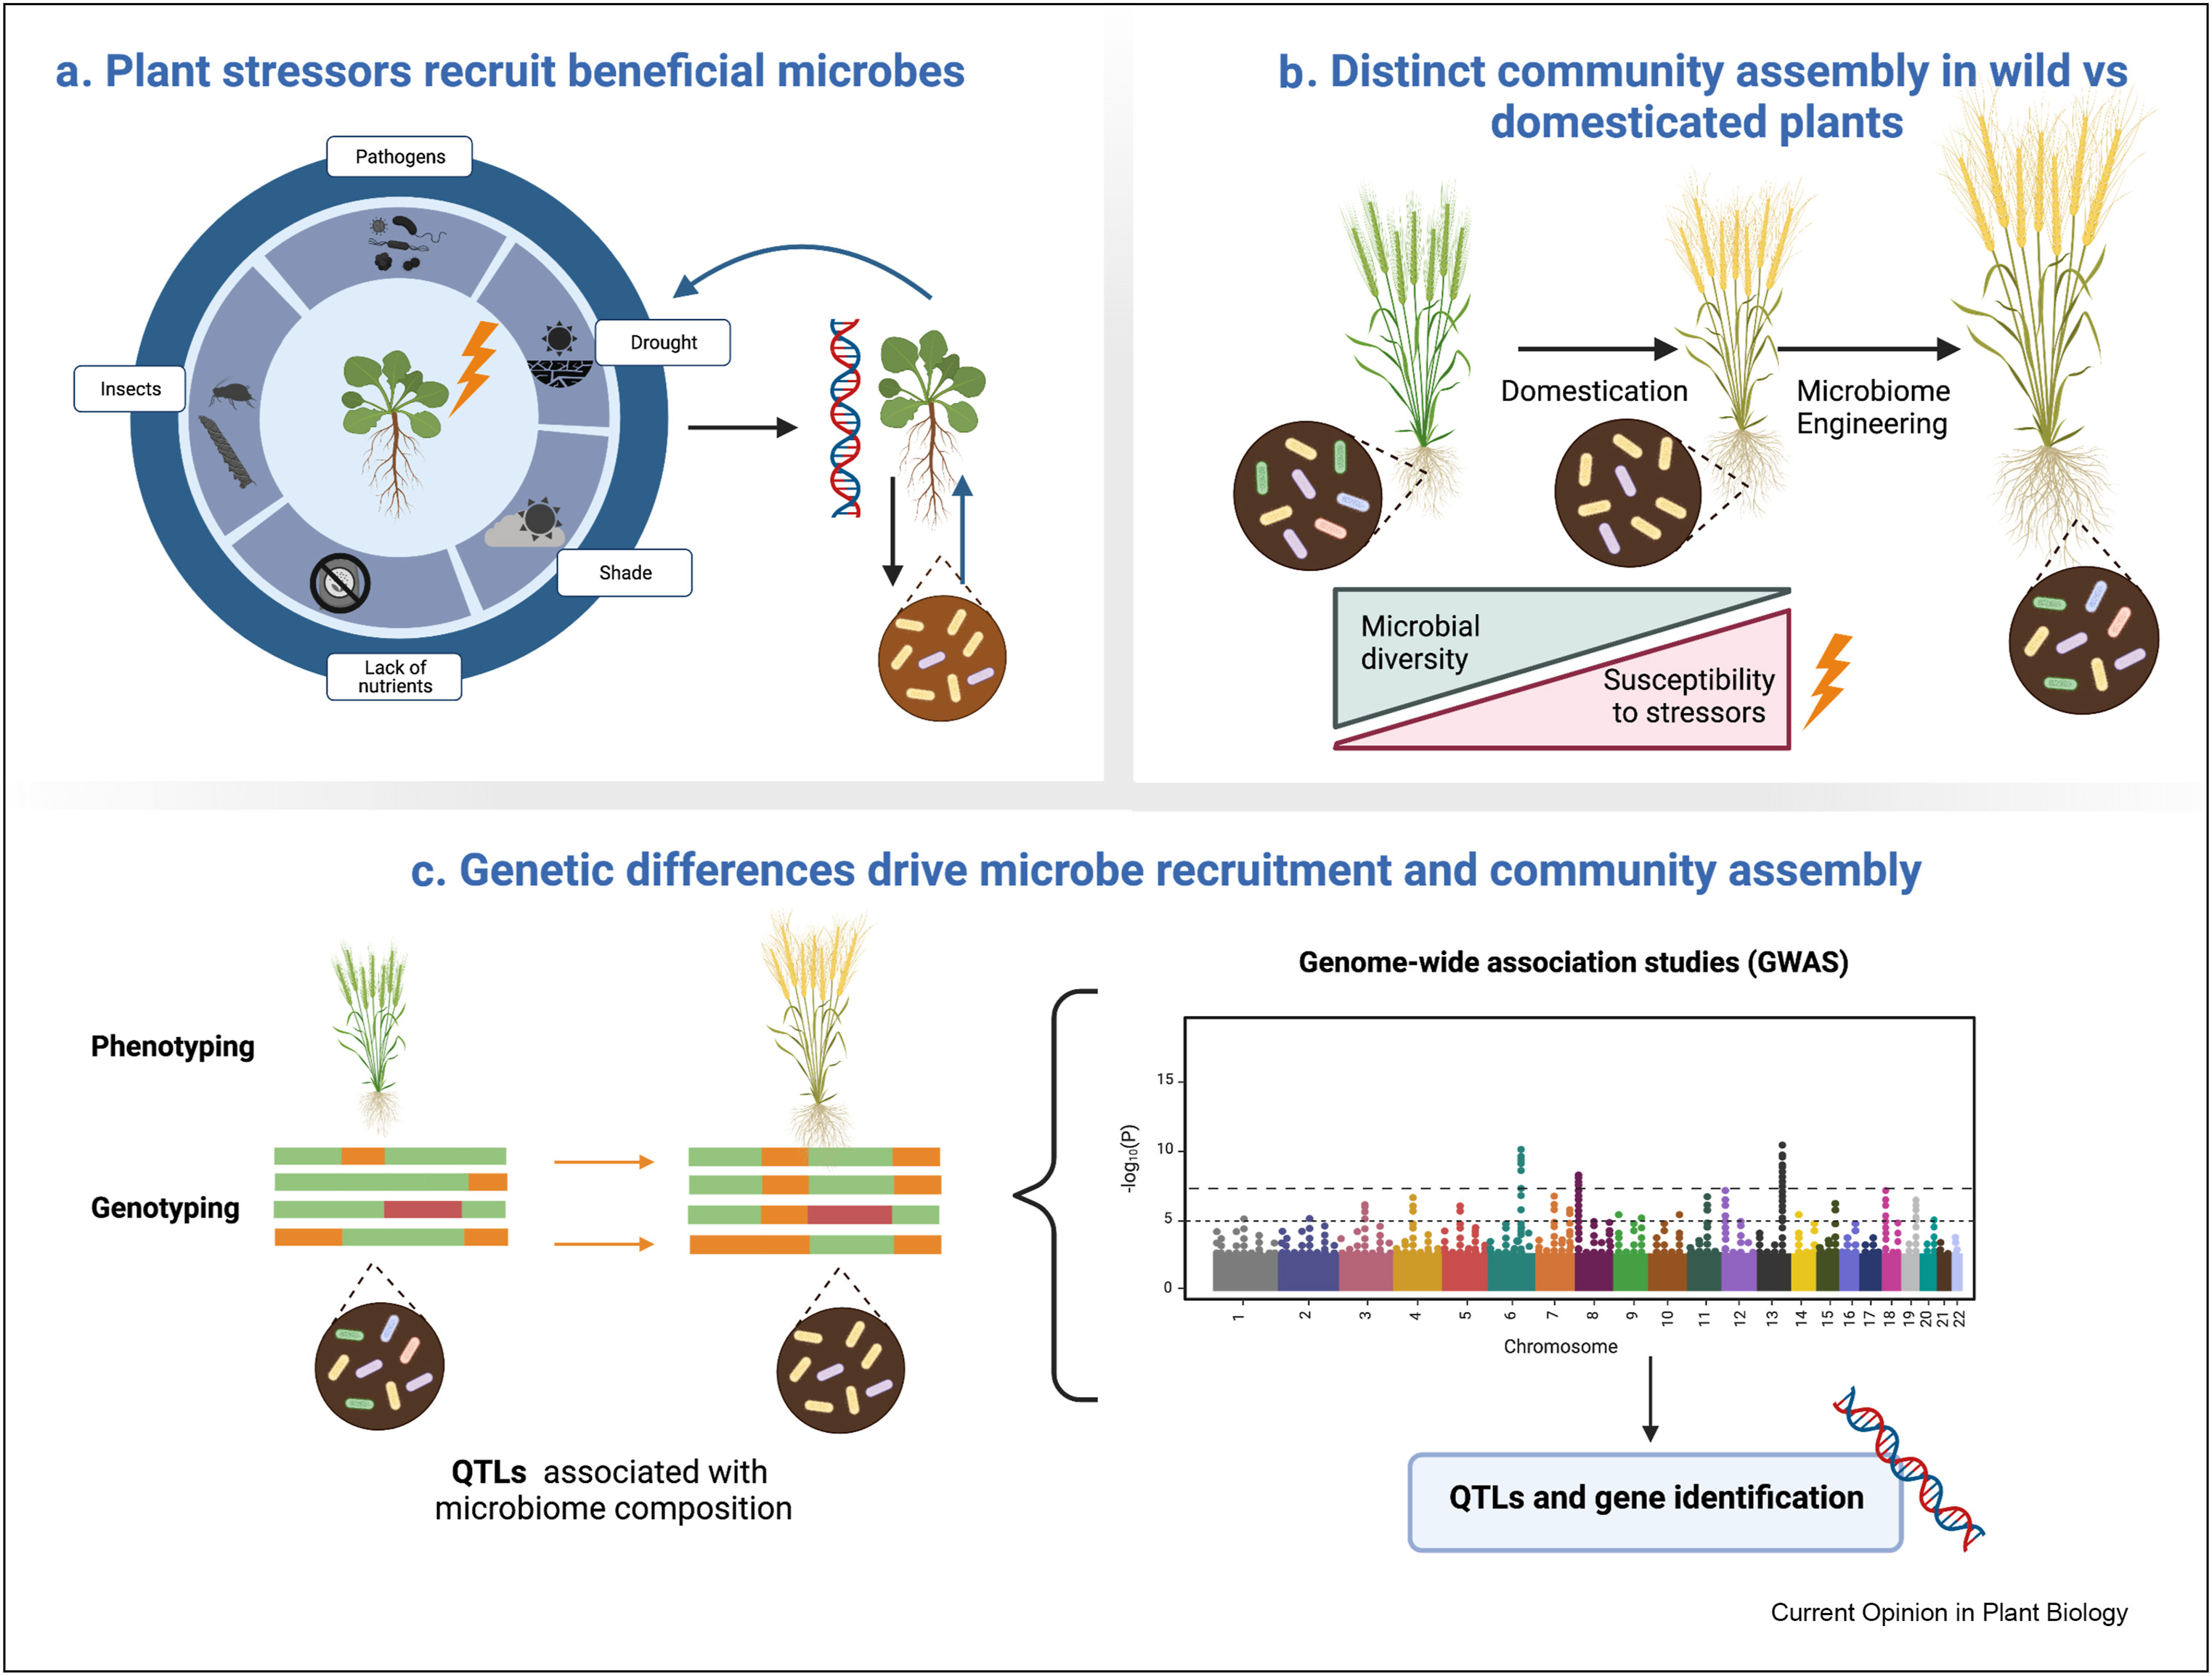 a. Plant stressors recruit beneficial microbes
Pathogens
Drought
Insects
Shade
Lack of
nutrients
b. Distinct community assembly in wild vs
domesticated plants
Domestication
Microbiome
Engineering
Microbial
diversity
Susceptibility
to stressors
c. Genetic differences drive microbe recruitment and community assembly
Phenotyping
Genotyping
QTLs associated with
microbiome composition
Genome-wide association studies (GWAS)
-log₁₀(P)
15
10
5
0
1 2 3 4 5 6 7 8 9 10 11 12 13 14 15 16 17 18 19 20 21 22
Chromosome
QTLs and gene identification
Current Opinion in Plant Biology